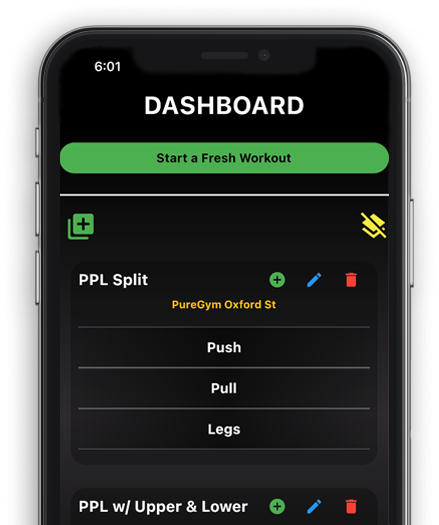 6:01
DASHBOARD
Start a Fresh Workout
PPL Split
PureGym Oxford St
Push
Pull
Legs
PPL w/ Upper & Lower